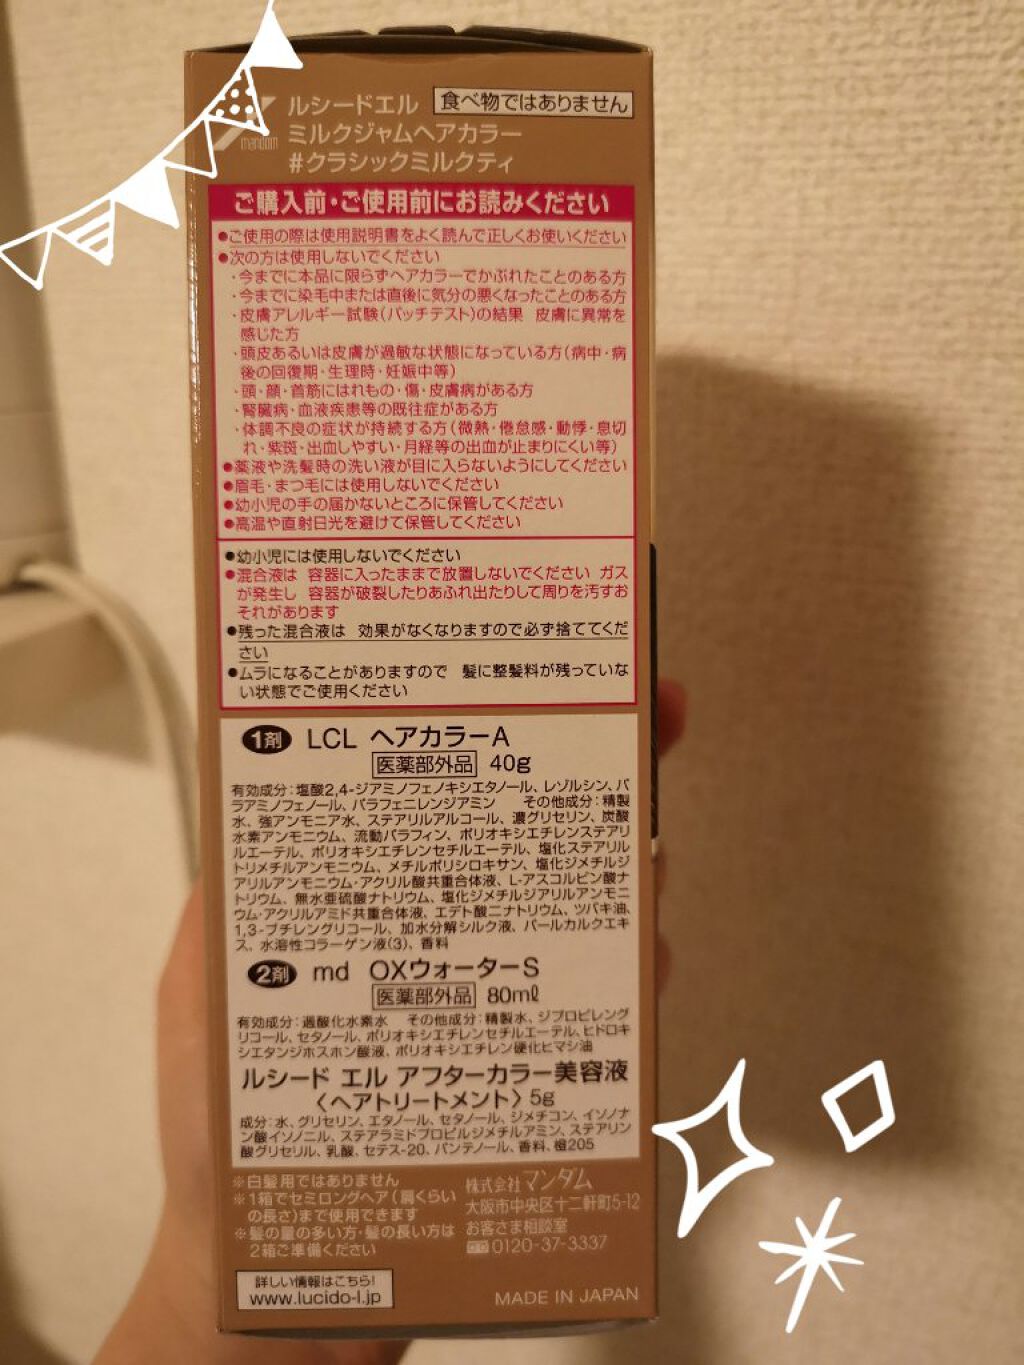 mandom
ルシードエル
食べ物ではありません
ミルクジャムヘアカラー
#クラシックミルクティ
ご購入前・ご使用前にお読みください
●ご使用の際は使用説明書をよく読んで正しくお使いください
●次の方は使用しないでください
・今までに本品に限らずヘアカラーでかぶれたことのある方
・今までに染毛中または直後に気分の悪くなったことのある方
・皮膚アレルギー試験(パッチテスト)の結果 皮膚に異常を
感じた方
・頭皮あるいは皮膚が過敏な状態になっている方(病中・病
後の回復期・生理時・妊娠中等)
・頭・顔・首筋にはれもの・傷・皮膚病がある方
・腎臓病・血液疾患等の既往症がある方
・体調不良の症状が持続する方(微熱・倦怠感・動悸・息切
れ・紫斑・出血しやすい・月経等の出血が止まりにくい等)
●薬液や洗髪時の洗い液が目に入らないようにしてください
●眉毛・まつ毛には使用しないでください
●幼小児の手の届かないところに保管してください
●高温や直射日光を避けて保管してください
●幼小児には使用しないでください
●混合液は 容器に入ったままで放置しないでください ガス
が発生し 容器が破裂したりあふれ出たりして周りを汚すお
それがあります
●残った混合液は 効果がなくなりますので必ず捨ててくだ
さい
●ムラになることがありますので 髪に整髪料が残っていな
い状態でご使用ください
1剤 LCL ヘアカラーA
医薬部外品 40g
有効成分:塩酸2,4-ジアミノフェノキシエタノール、レゾルシン、パ
ラアミノフェノール、パラフェニレンジアミン その他成分:精製
水、強アンモニア水、ステアリルアルコール、濃グリセリン、炭酸
水素アンモニウム、流動パラフィン、ポリオキシエチレンステアリ
ルエーテル、ポリオキシエチレンセチルエーテル、塩化ステアリル
トリメチルアンモニウム、メチルポリシロキサン、塩化ジメチルジ
アリルアンモニウム・アクリル酸共重合体液、L-アスコルビン酸ナ
トリウム、無水亜硫酸ナトリウム、塩化ジメチルジアリルアンモニ
ウム・アクリルアミド共重合体液、エデト酸二ナトリウム、ツバキ油、
1,3-ブチレングリコール、加水分解シルク液、パールカルクエキ
ス、水溶性コラーゲン液(3)、香料
2剤 md OXウォーターS
医薬部外品 80mℓ
有効成分:過酸化水素水 その他成分:精製水、ジプロピレング
リコール、セタノール、ポリオキシエチレンセチルエーテル、ヒドロキ
シエタンジホスホン酸液、ポリオキシエチレン硬化ヒマシ油
ルシード エル アフターカラー美容液
〈ヘアトリートメント〉5g
成分:水、グリセリン、エタノール、セタノール、ジメチコン、イソノナ
ン酸イソノニル、ステアラミドプロピルジメチルアミン、ステアリン
酸グリセリル、乳酸、セテス-20、パンテノール、香料、橙205
※白髪用ではありません
※1箱でセミロングヘア(肩くらい
の長さ)まで使用できます
※髪の量の多い方・髪の長い方は
2箱ご準備ください
株式会社マンダム
大阪市中央区十二軒町5-12
お客さま相談室
0120-37-3337
詳しい情報はこちら!
www.lucido-l.jp
MADE IN JAPAN